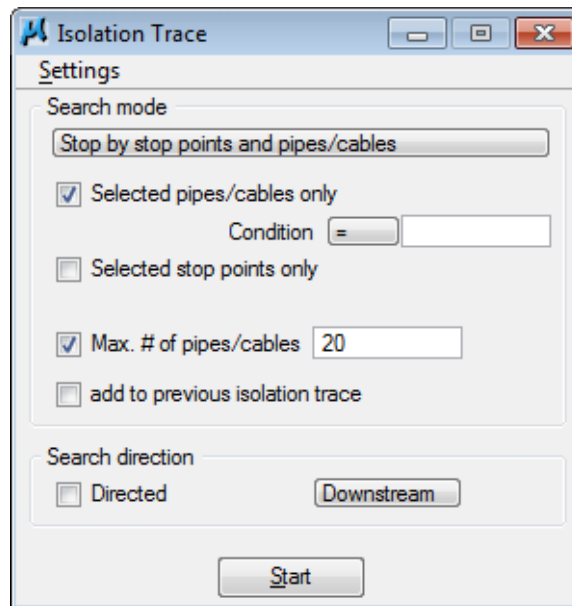 Isolation Trace
Settings
Search mode
Stop by stop points and pipes/cables
Selected pipes/cables only
Condition =
Selected stop points only
Max. # of pipes/cables 20
add to previous isolation trace
Search direction
Directed Downstream
Start